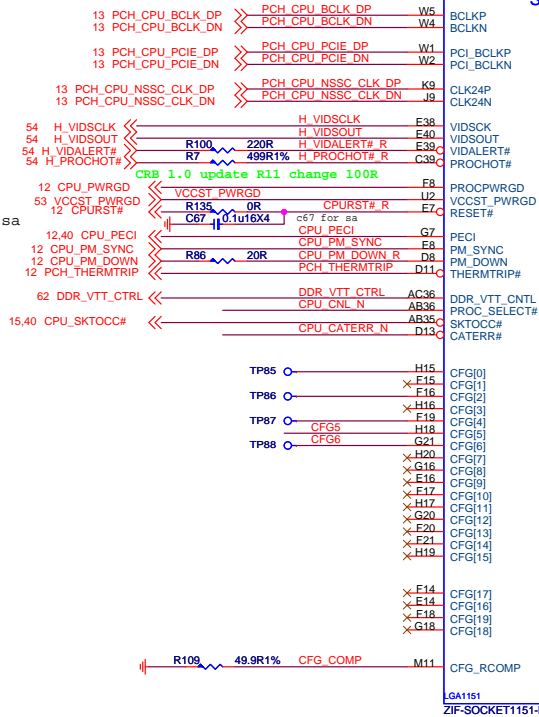 13 PCH_CPU_BCLK_DP PCH_CPU_BCLK_DP W5 BCLKP
13 PCH_CPU_BCLK_DN PCH_CPU_BCLK_DN W4 BCLKN
13 PCH_CPU_PCIE_DP PCH_CPU_PCIE_DP W1 PCI_BCLKP
13 PCH_CPU_PCIE_DN PCH_CPU_PCIE_DN W2 PCI_BCLKN
13 PCH_CPU_NSSC_CLK_DP PCH_CPU_NSSC_CLK_DP K9 CLK24P
13 PCH_CPU_NSSC_CLK_DN PCH_CPU_NSSC_CLK_DN J9 CLK24N
54 H_VIDSCLK H_VIDSCLK E38 VIDSCK
54 H_VIDSOUT H_VIDSOUT E40 VIDSOUT
54 H_VIDALERT# R100 220R H_VIDALERT#_R E39 VIDALERT#
54 H_PROCHOT# R7 499R1% H_PROCHOT#_R C39 PROCHOT#
CRB 1.0 update R11 change 100R
12 CPU_PWRGD F8 PROCPWRGD
53 VCCST_PWRGD VCCST_PWRGD U2 VCCST_PWRGD
12 CPURST# R135 0R CPURST#_R E7 RESET#
sa C67 0.1u16X4 c67 for sa
12,40 CPU_PECI CPU_PECI G7 PECI
12 CPU_PM_SYNC CPU_PM_SYNC E8 PM_SYNC
12 CPU_PM_DOWN R86 20R CPU_PM_DOWN_R D8 PM_DOWN
12 PCH_THERMTRIP PCH_THERMTRIP D11 THERMTRIP#
62 DDR_VTT_CTRL DDR_VTT_CTRL AC36 DDR_VTT_CNTL
CPU_CNL_N AB36 PROC_SELECT#
15,40 CPU_SKTOCC# AB35 SKTOCC#
CPU_CATERR_N D13 CATERR#
TP85 H15 CFG[0]
F15 CFG[1]
TP86 F16 CFG[2]
H16 CFG[3]
TP87 F19 CFG[4]
CFG5 H18 CFG[5]
TP88 CFG6 G21 CFG[6]
H20 CFG[7]
G16 CFG[8]
E16 CFG[9]
F17 CFG[10]
H17 CFG[11]
G20 CFG[12]
F20 CFG[13]
F21 CFG[14]
H19 CFG[15]
F14 CFG[17]
E14 CFG[16]
F18 CFG[19]
G18 CFG[18]
R109 49.9R1% CFG_COMP M11 CFG_RCOMP
LGA1151
ZIF-SOCKET1151-